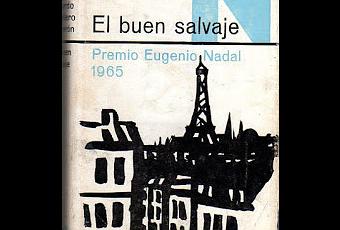 El buen salvaje
Premio Eugenio Nadal
1965
N